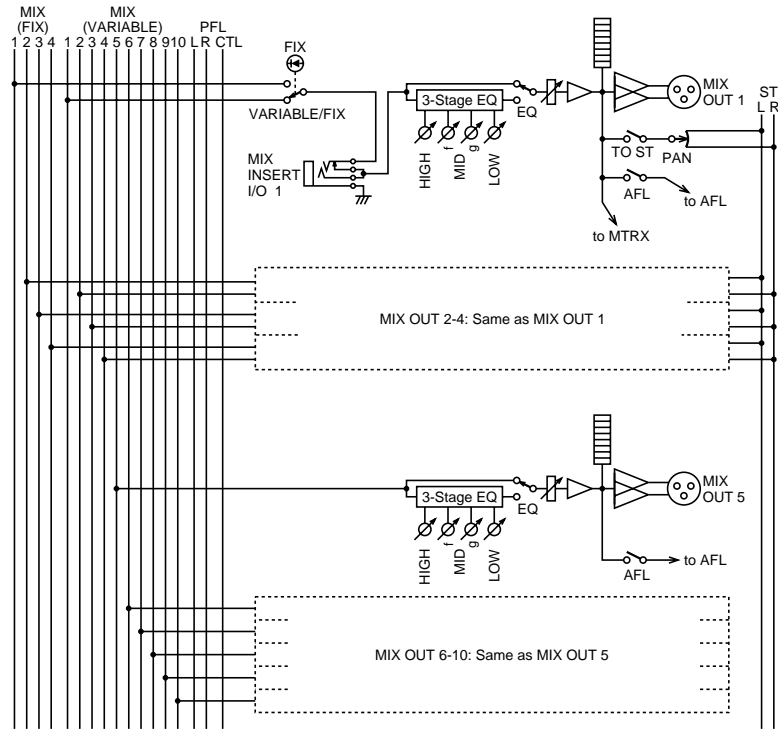 MIX
(FIX)
MIX
(VARIABLE)
PFL
1 2 3 4 1 2 3 4 5 6 7 8 9 10 L R CTL
FIX
VARIABLE/FIX
MIX
INSERT
I/O 1
3-Stage EQ
EQ
HIGH
f
MID
g
LOW
MIX
OUT 1
ST
L R
TO ST
PAN
AFL
to AFL
to MTRX
MIX OUT 2-4: Same as MIX OUT 1
3-Stage EQ
EQ
HIGH
f
MID
g
LOW
MIX
OUT 5
AFL
to AFL
MIX OUT 6-10: Same as MIX OUT 5